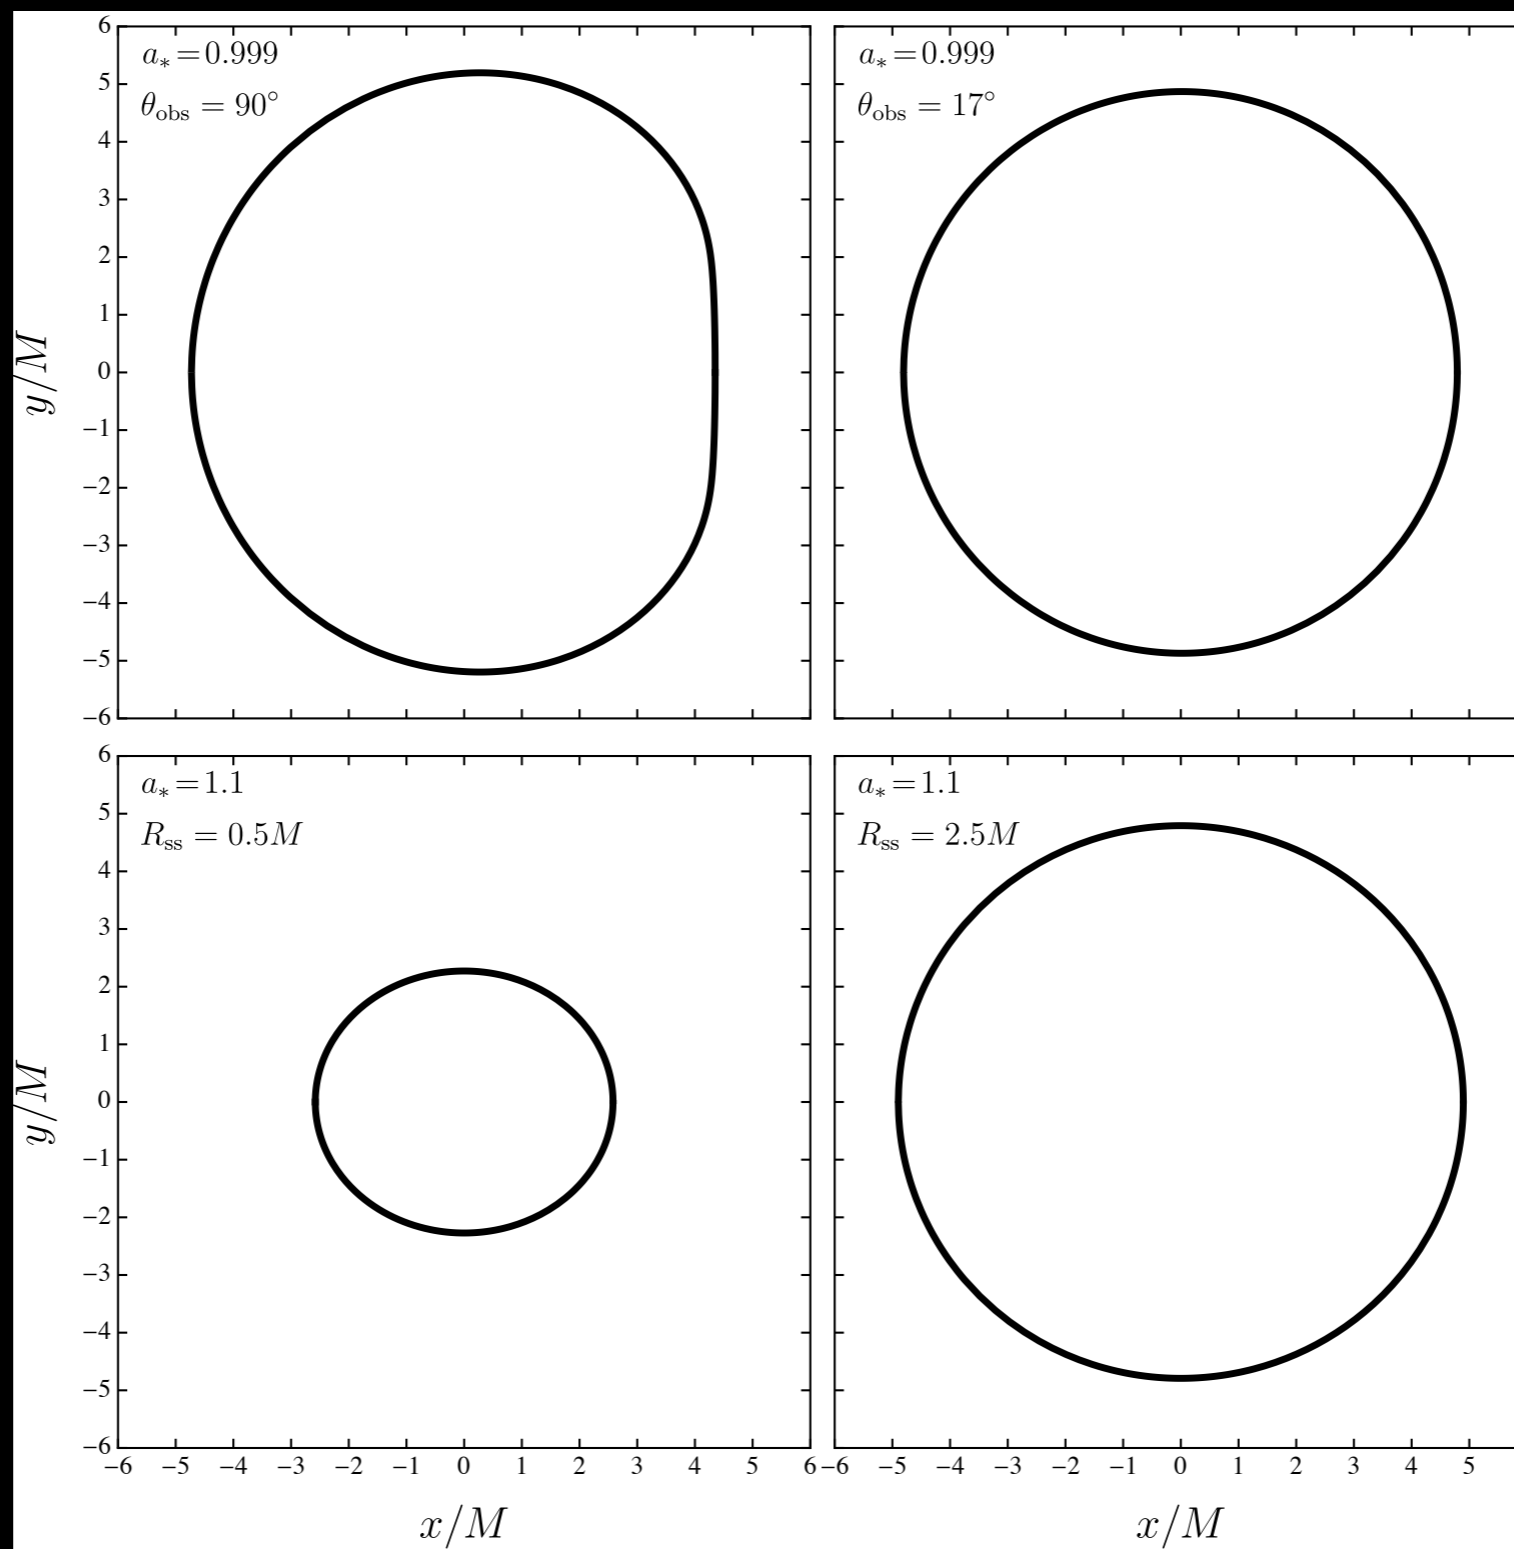 a∗=0.999
θobs = 90°
6
5
4
3
2
1
0
−1
−2
−3
−4
−5
−6
y/M
a∗=0.999
θobs = 17°
a∗=1.1
Rss = 0.5M
6
5
4
3
2
1
0
−1
−2
−3
−4
−5
−6
y/M
a∗=1.1
Rss = 2.5M
−6 −5 −4 −3 −2 −1 0 1 2 3 4 5 6
−6 −5 −4 −3 −2 −1 0 1 2 3 4 5
x/M
x/M